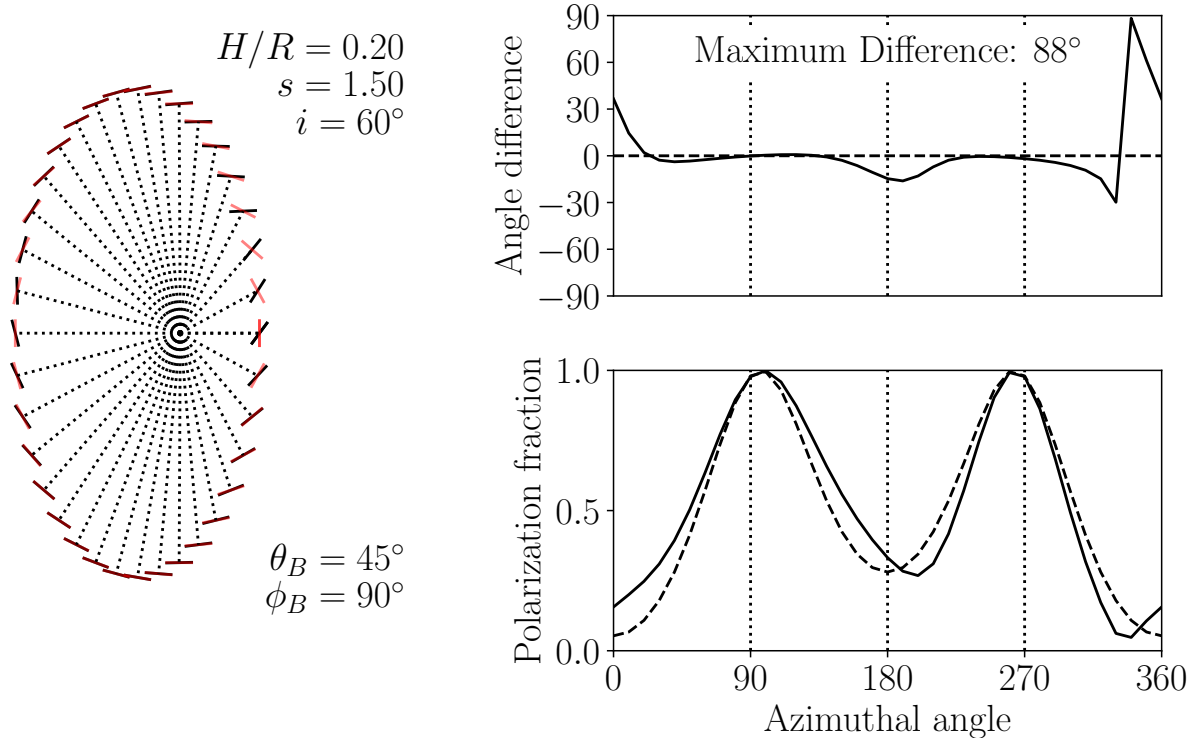 H/R = 0.20
s = 1.50
i = 60°
θ_B = 45°
ϕ_B = 90°
Angle difference
90
60
30
0
−30
−60
−90
Maximum Difference: 88°
Polarization fraction
1.0
0.5
0.0
0
90
180
270
360
Azimuthal angle